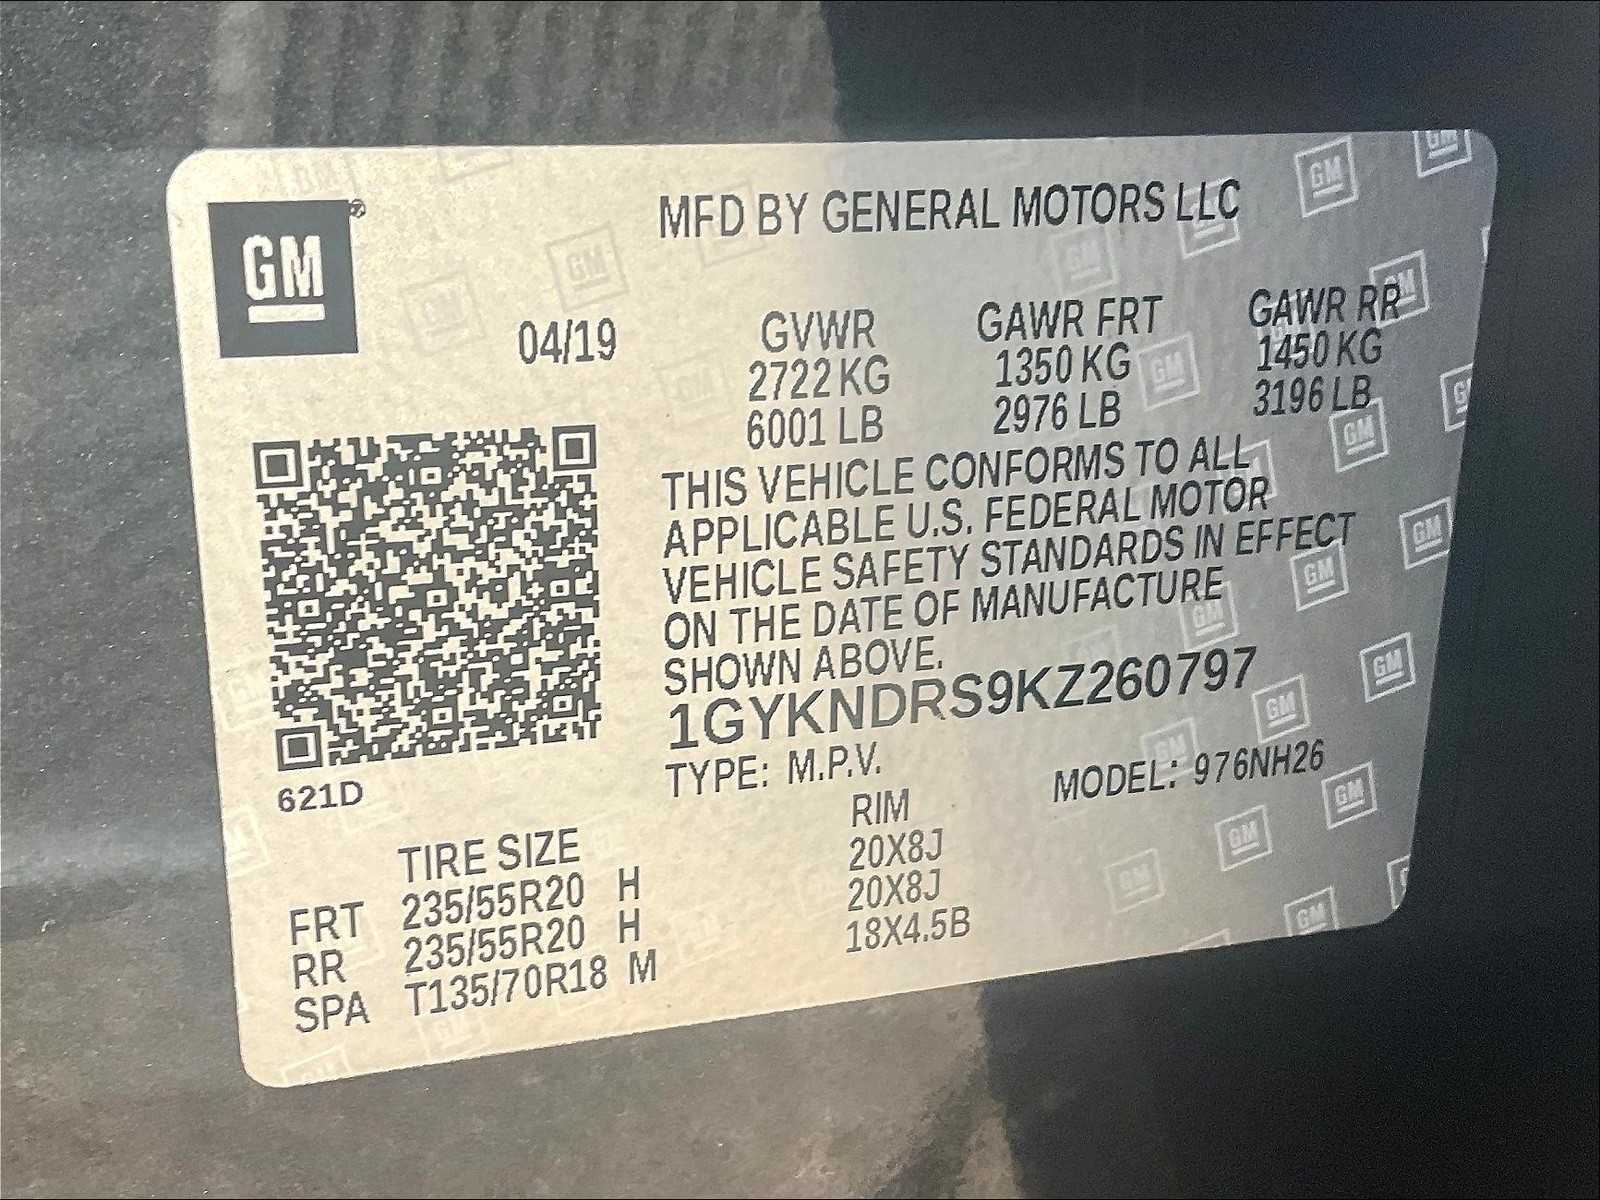 GM
MFD BY GENERAL MOTORS LLC
04/19
GVWR GAWR FRT GAWR RR
2722 KG 1350 KG 1450 KG
6001 LB 2976 LB 3196 LB
THIS VEHICLE CONFORMS TO ALL
APPLICABLE U.S. FEDERAL MOTOR
VEHICLE SAFETY STANDARDS IN EFFECT
ON THE DATE OF MANUFACTURE
SHOWN ABOVE.
1GYKNDRS9KZ260797
TYPE: M.P.V. MODEL: 976NH26
621D
TIRE SIZE RIM
FRT 235/55R20 H 20X8J
RR 235/55R20 H 20X8J
SPA T135/70R18 M 18X4.5B